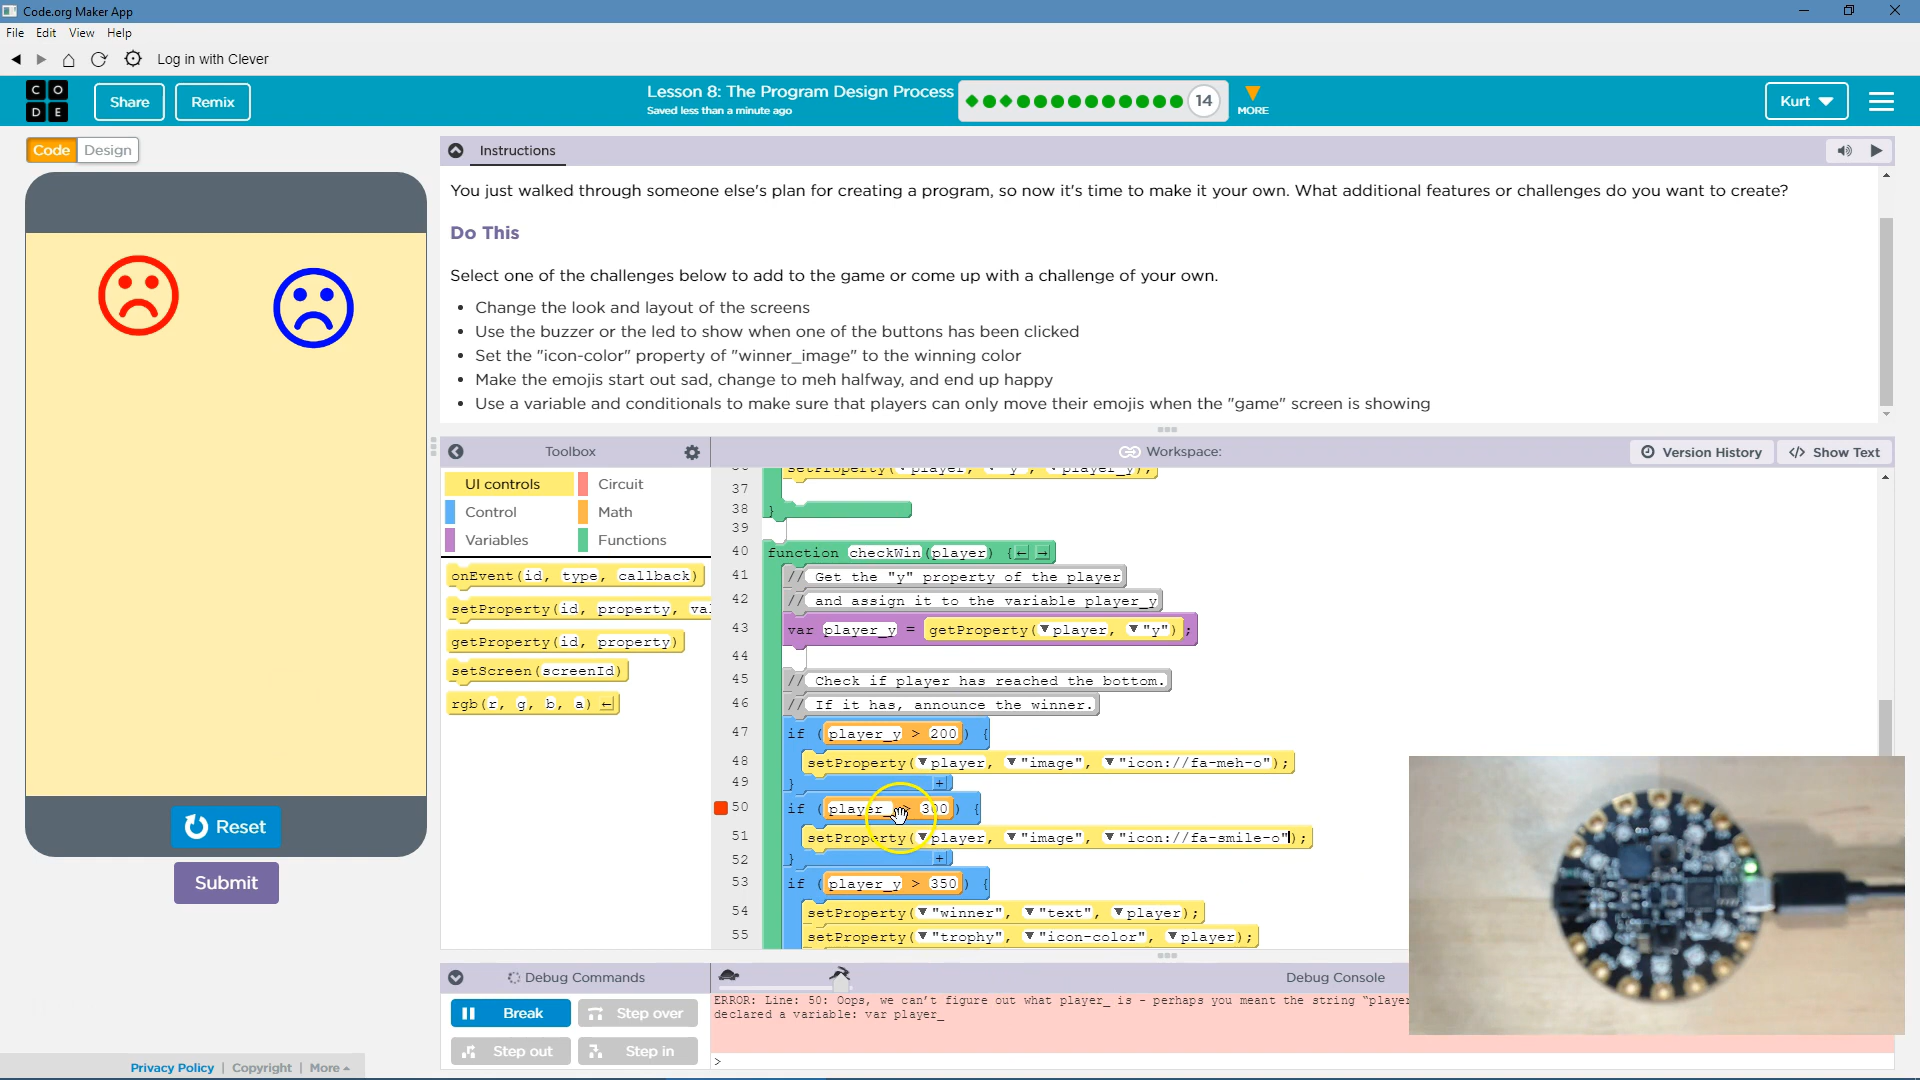 Code.org Maker App
File Edit View Help
Log in with Clever
C O D E
Share
Remix
Lesson 8: The Program Design Process
Saved less than a minute ago
14
MORE
Kurt
Code Design
Instructions
You just walked through someone else's plan for creating a program, so now it's time to make it your own. What additional features or challenges do you want to create?
Do This
Select one of the challenges below to add to the game or come up with a challenge of your own.
• Change the look and layout of the screens
• Use the buzzer or the led to show when one of the buttons has been clicked
• Set the "icon-color" property of "winner_image" to the winning color
• Make the emojis start out sad, change to meh halfway, and end up happy
• Use a variable and conditionals to make sure that players can only move their emojis when the "game" screen is showing
Toolbox
Workspace:
Version History
</> Show Text
UI controls
Circuit
Control
Math
Variables
Functions
onEvent(id, type, callback)
setProperty(id, property, val
getProperty(id, property)
setScreen(screenId)
rgb(r, g, b, a)
36 setProperty(player, "y", player_y);
37
38 }
39
40 function checkWin(player) {
41 // Get the "y" property of the player
42 // and assign it to the variable player_y
43 var player_y = getProperty(player, "y");
44
45 // Check if player has reached the bottom.
46 // If it has, announce the winner.
47 if (player_y > 200) {
48 setProperty(player, "image", "icon://fa-meh-o");
49 }
50 if (player_ > 300) {
51 setProperty(player, "image", "icon://fa-smile-o");
52 }
53 if (player_y > 350) {
54 setProperty("winner", "text", player);
55 setProperty("trophy", "icon-color", player);
Reset
Submit
Debug Commands
Debug Console
Break
Step over
Step out
Step in
ERROR: Line: 50: Oops, we can't figure out what player_ is - perhaps you meant the string "player
declared a variable: var player_
>
Privacy Policy | Copyright | More